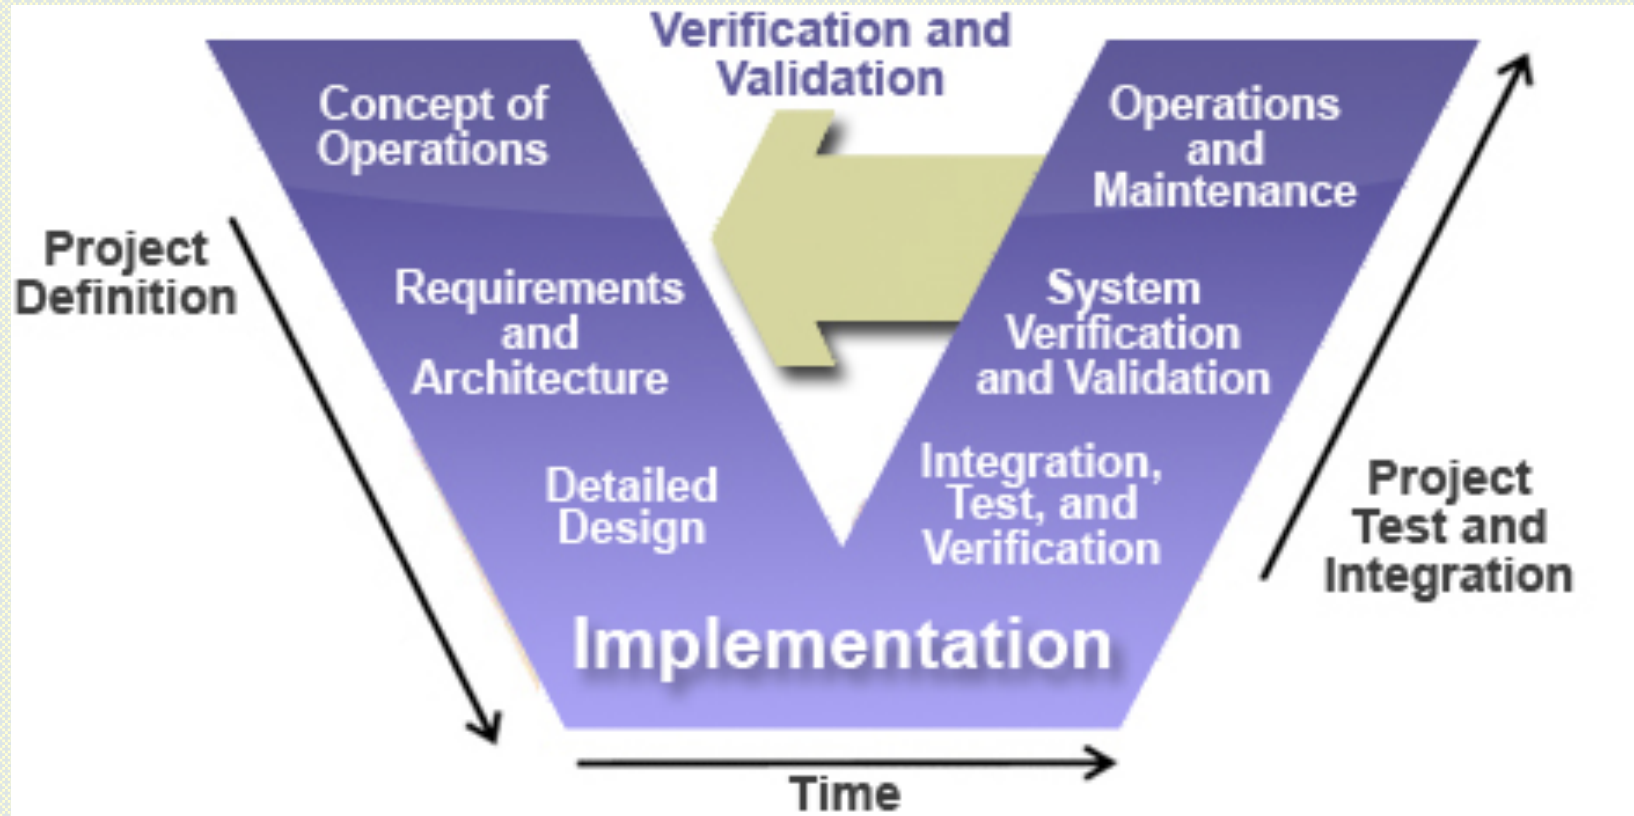 Verification and
Validation
Concept of
Operations
Operations
and
Maintenance
Project
Definition
Requirements
and
Architecture
System
Verification
and Validation
Detailed
Design
Integration,
Test, and
Verification
Project
Test and
Integration
Implementation
Time